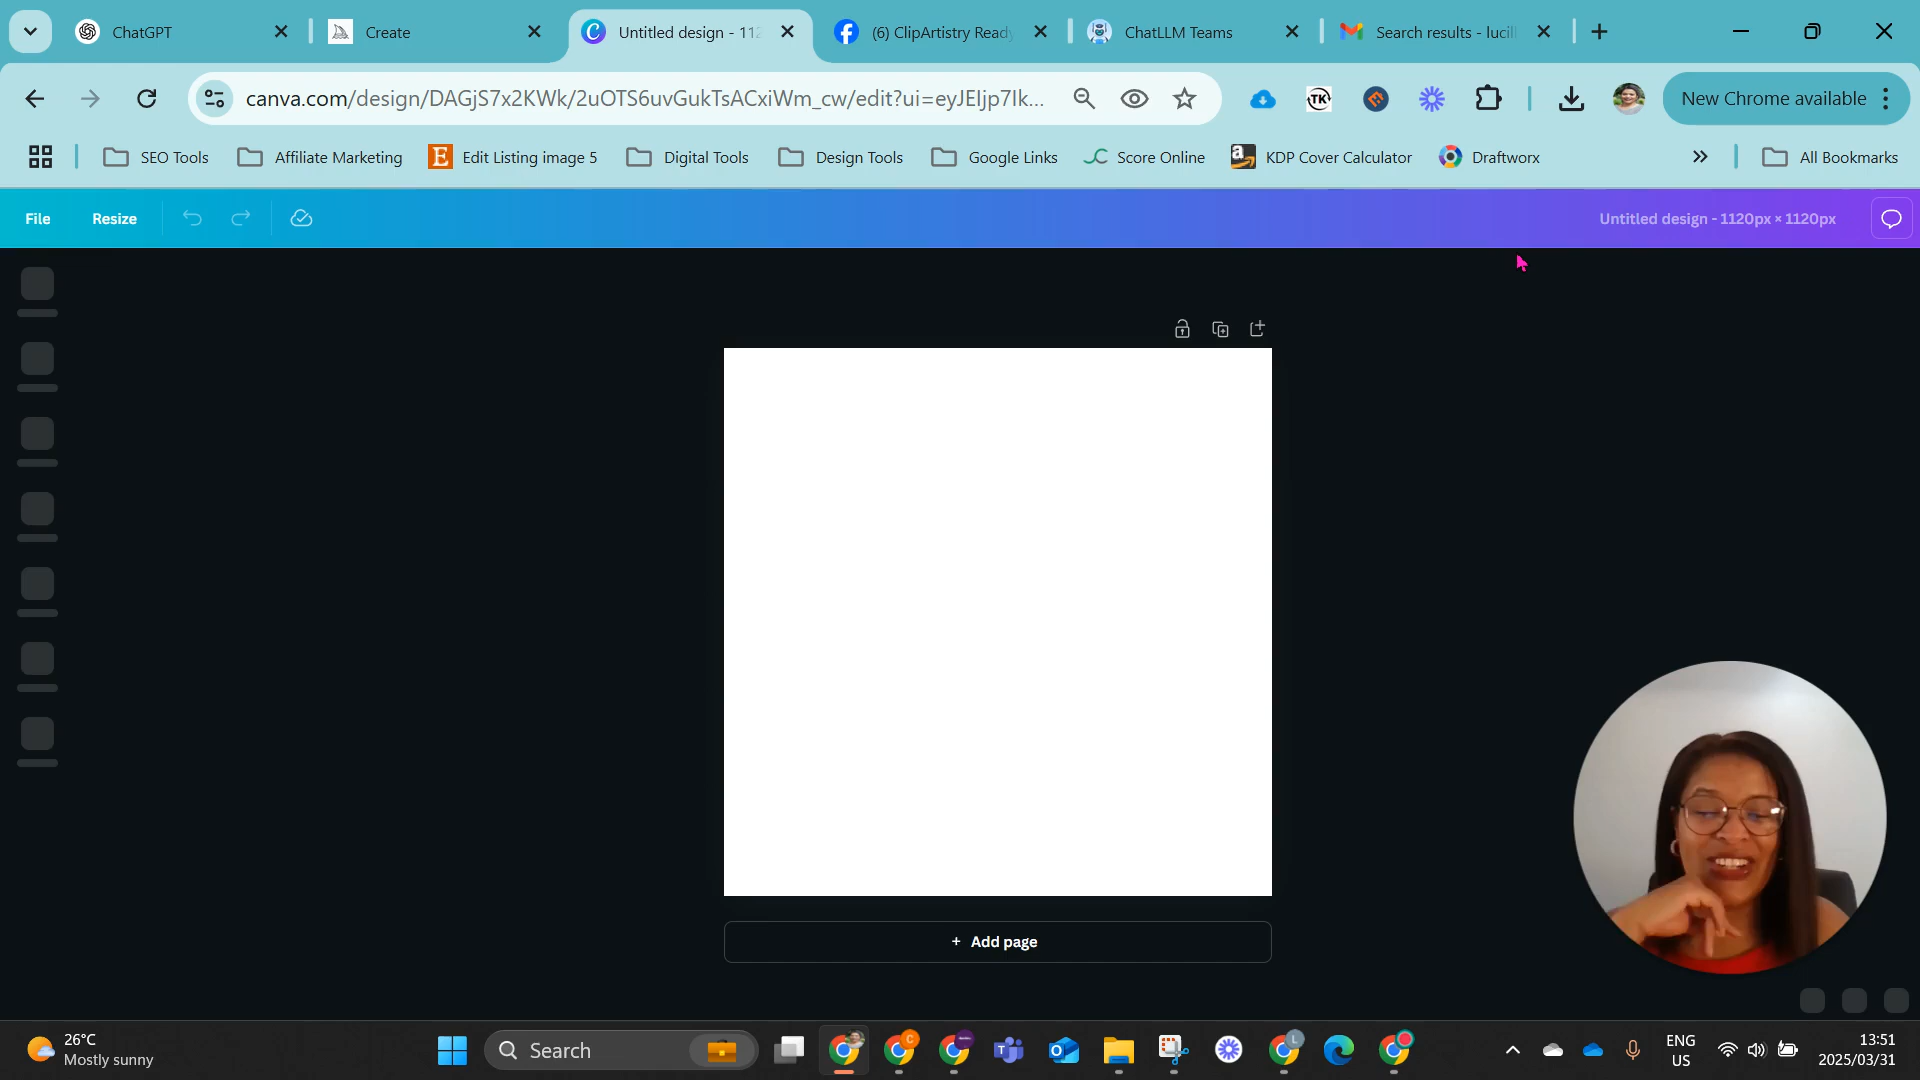 ChatGPT
Create
Untitled design - 112
(6) ClipArtistry Ready
ChatLLM Teams
Search results - lucill
canva.com/design/DAGjS7x2KWk/2uOTS6uvGukTsACxiWm_cw/edit?ui=eyJEIjp7Ik...
TK
New Chrome available
SEO Tools
Affiliate Marketing
E
Edit Listing image 5
Digital Tools
Design Tools
Google Links
Score Online
KDP Cover Calculator
Draftworx
All Bookmarks
File
Resize
Untitled design - 1120px × 1120px
+ Add page
26°C
Mostly sunny
Search
ENG
US
13:51
2025/03/31